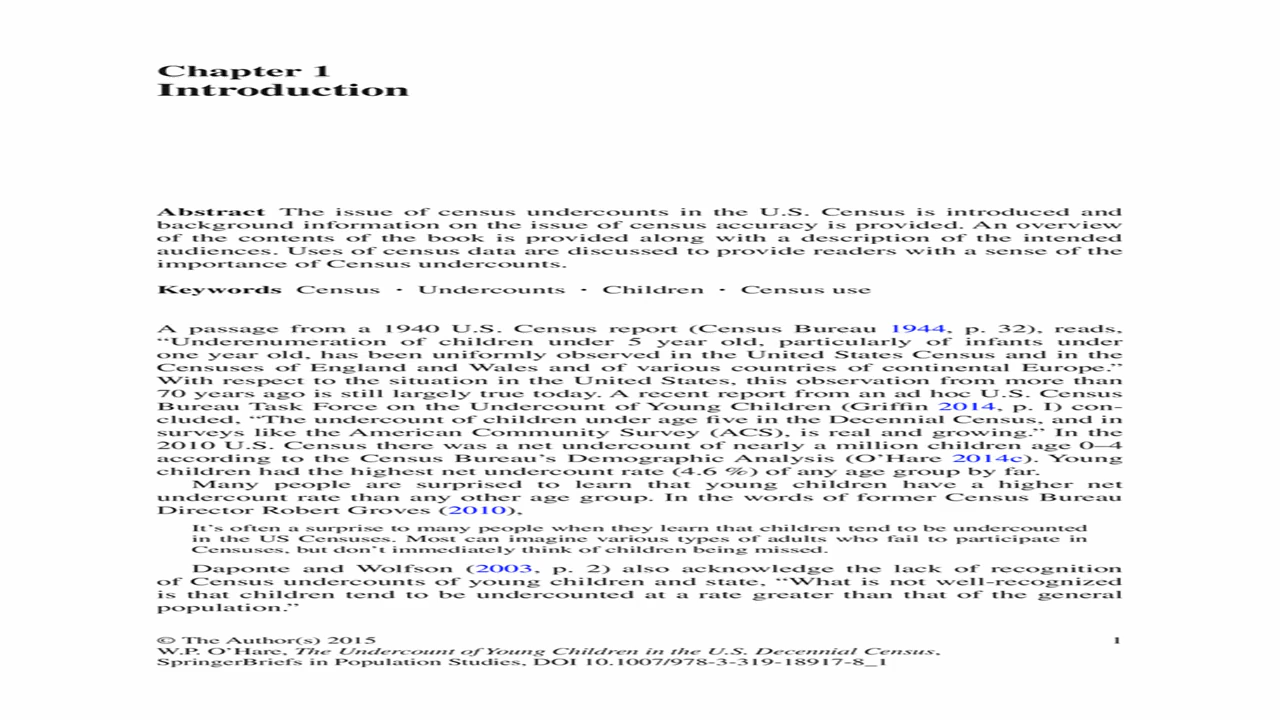 Chapter 1
Introduction
Abstract The issue of census undercounts in the U.S. Census is introduced and
background information on the issue of census accuracy is provided. An overview
of the contents of the book is provided along with a description of the intended
audiences. Uses of census data are discussed to provide readers with a sense of the
importance of Census undercounts.
Keywords Census · Undercounts · Children · Census use
A passage from a 1940 U.S. Census report (Census Bureau 1944, p. 32), reads,
“Underenumeration of children under 5 year old, particularly of infants under
one year old, has been uniformly observed in the United States Census and in the
Censuses of England and Wales and of various countries of continental Europe.”
With respect to the situation in the United States, this observation from more than
70 years ago is still largely true today. A recent report from an ad hoc U.S. Census
Bureau Task Force on the Undercount of Young Children (Griffin 2014, p. I) con-
cluded, “The undercount of children under age five in the Decennial Census, and in
surveys like the American Community Survey (ACS), is real and growing.” In the
2010 U.S. Census there was a net undercount of nearly a million children age 0–4
according to the Census Bureau’s Demographic Analysis (O’Hare 2014c). Young
children had the highest net undercount rate (4.6 %) of any age group by far.
Many people are surprised to learn that young children have a higher net
undercount rate than any other age group. In the words of former Census Bureau
Director Robert Groves (2010),
It’s often a surprise to many people when they learn that children tend to be undercounted
in the US Censuses. Most can imagine various types of adults who fail to participate in
Censuses, but don’t immediately think of children being missed.
Daponte and Wolfson (2003, p. 2) also acknowledge the lack of recognition
of Census undercounts of young children and state, “What is not well-recognized
is that children tend to be undercounted at a rate greater than that of the general
population.”
© The Author(s) 2015 1
W.P. O’Hare, The Undercount of Young Children in the U.S. Decennial Census,
SpringerBriefs in Population Studies, DOI 10.1007/978-3-319-18917-8_1